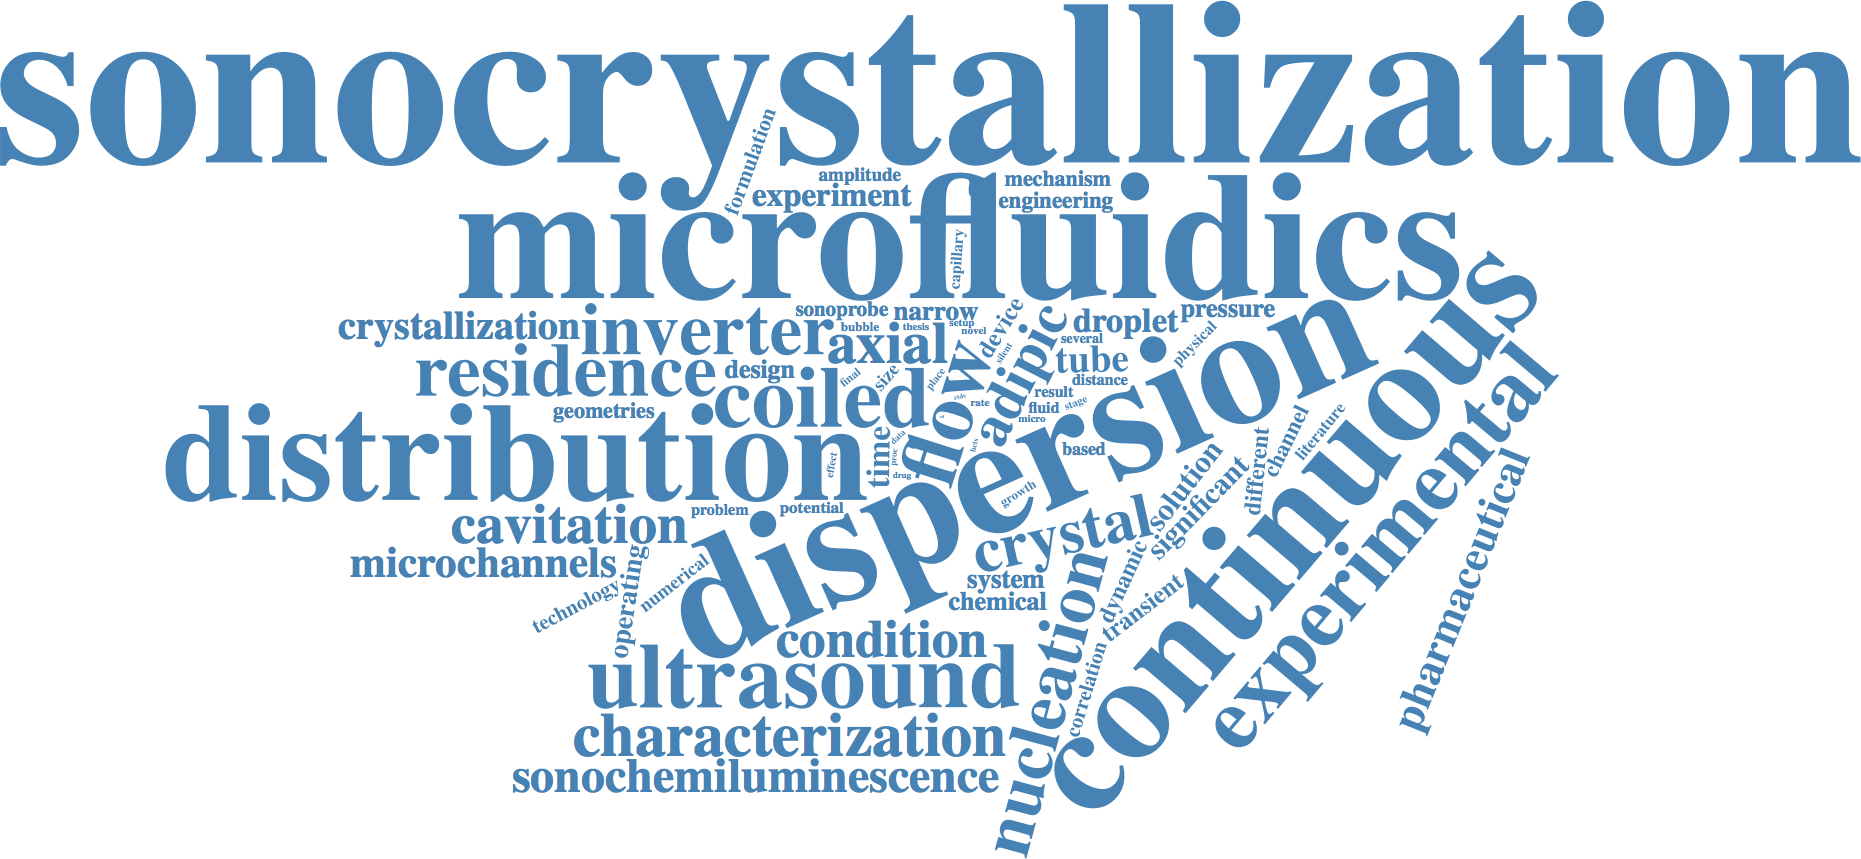 sonocrystallization
formulation
amplitude
mechanism
experiment
engineering
microfluidics
capillary
continuous
crystallization
inverter
sonoprobe
narrow
bubble
thesis
setup
novel
device
droplet
pressure
axial
several
silent
adipic
tube
physical
residence
design
final
size
place
flow
distance
result
fluid
stage
micro
rate
rtds
coiled
geometries
dispersion
experimental
distribution
time
data
proc
drug
effect
hcts
based
growth
channel
literature
different
solution
significant
pharmaceutical
cavitation
problem
potential
crystal
microchannels
operating
numerical
technology
system
chemical
dynamic
transient
nucleation
correlation
condition
ultrasound
characterization
sonochemiluminescence